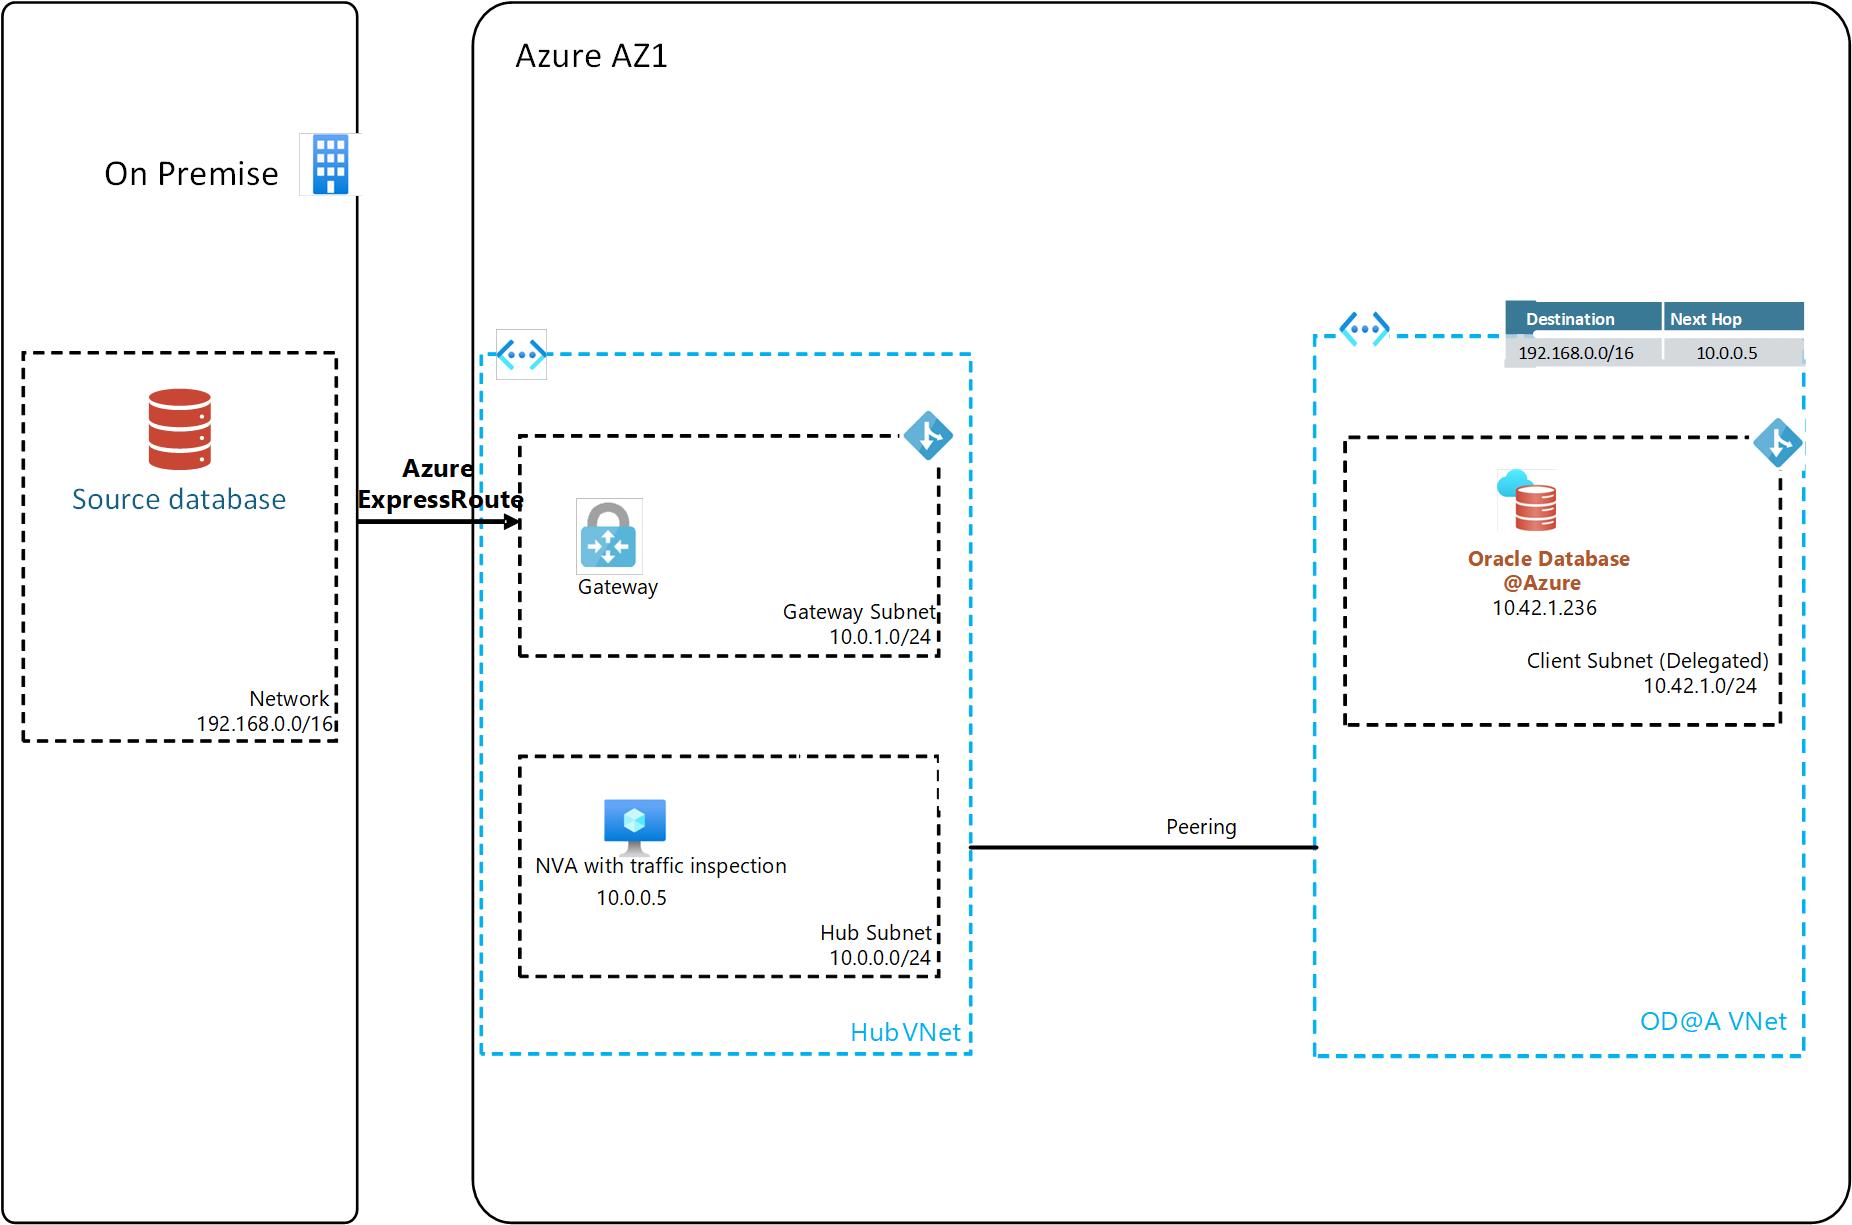 Azure AZ1
On Premise
Source database
Network
192.168.0.0/16
Azure
ExpressRoute
Gateway
Gateway Subnet
10.0.1.0/24
NVA with traffic inspection
10.0.0.5
Hub Subnet
10.0.0.0/24
Hub VNet
Peering
Destination Next Hop
192.168.0.0/16 10.0.0.5
Oracle Database
@Azure
10.42.1.236
Client Subnet (Delegated)
10.42.1.0/24
OD@A VNet